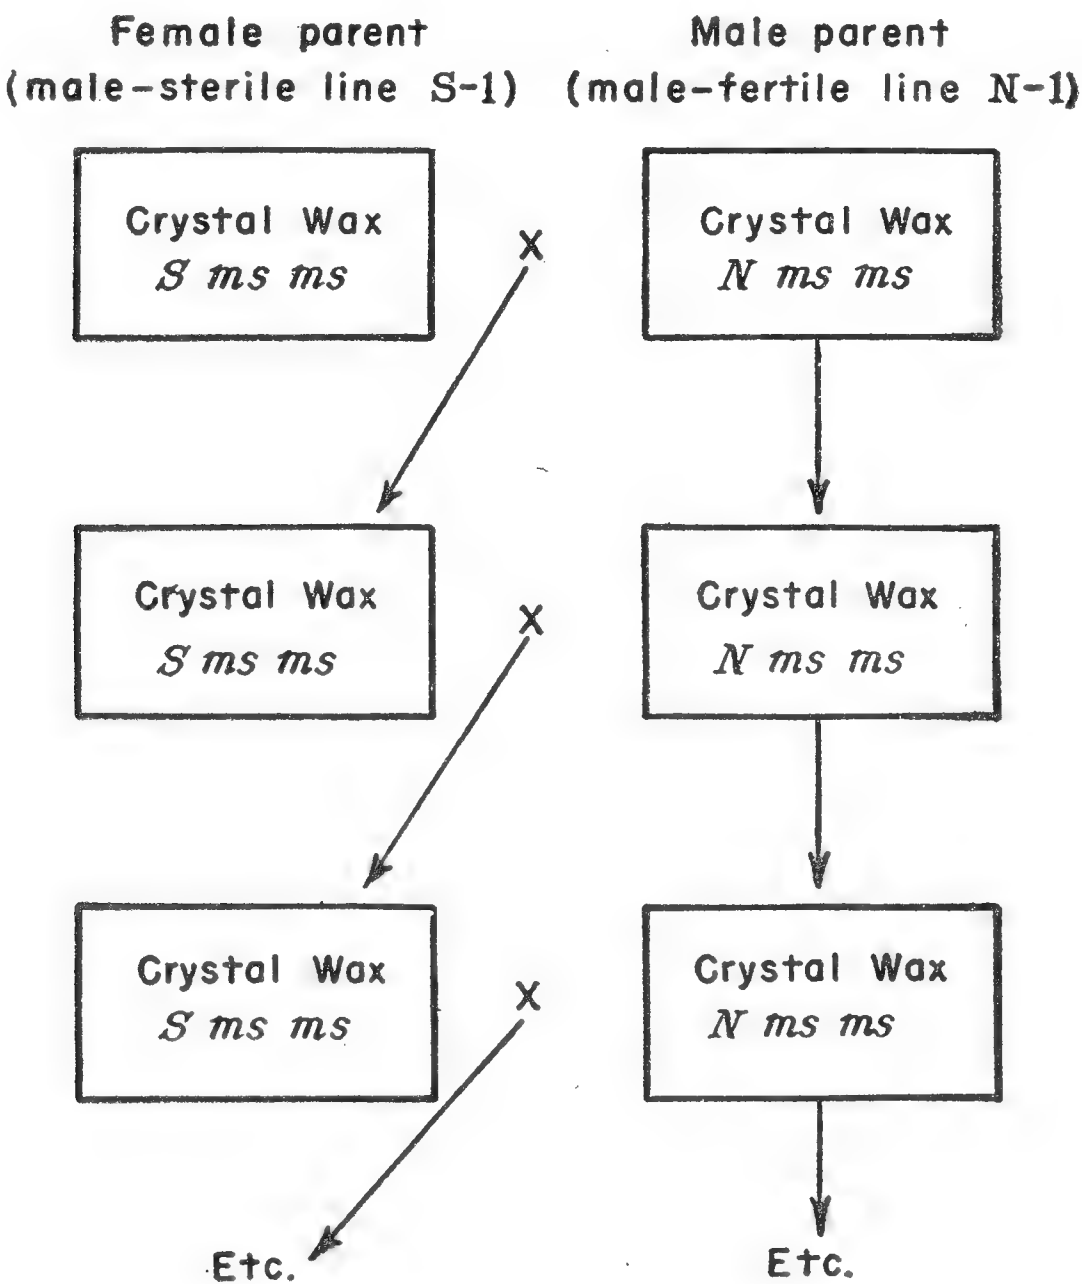 Female parent
(male-sterile line S-1)
Male parent
(male-fertile line N-1)
Crystal Wax
S ms ms
X
Crystal Wax
N ms ms
Crystal Wax
S ms ms
X
Crystal Wax
N ms ms
Crystal Wax
S ms ms
X
Crystal Wax
N ms ms
Etc.
Etc.